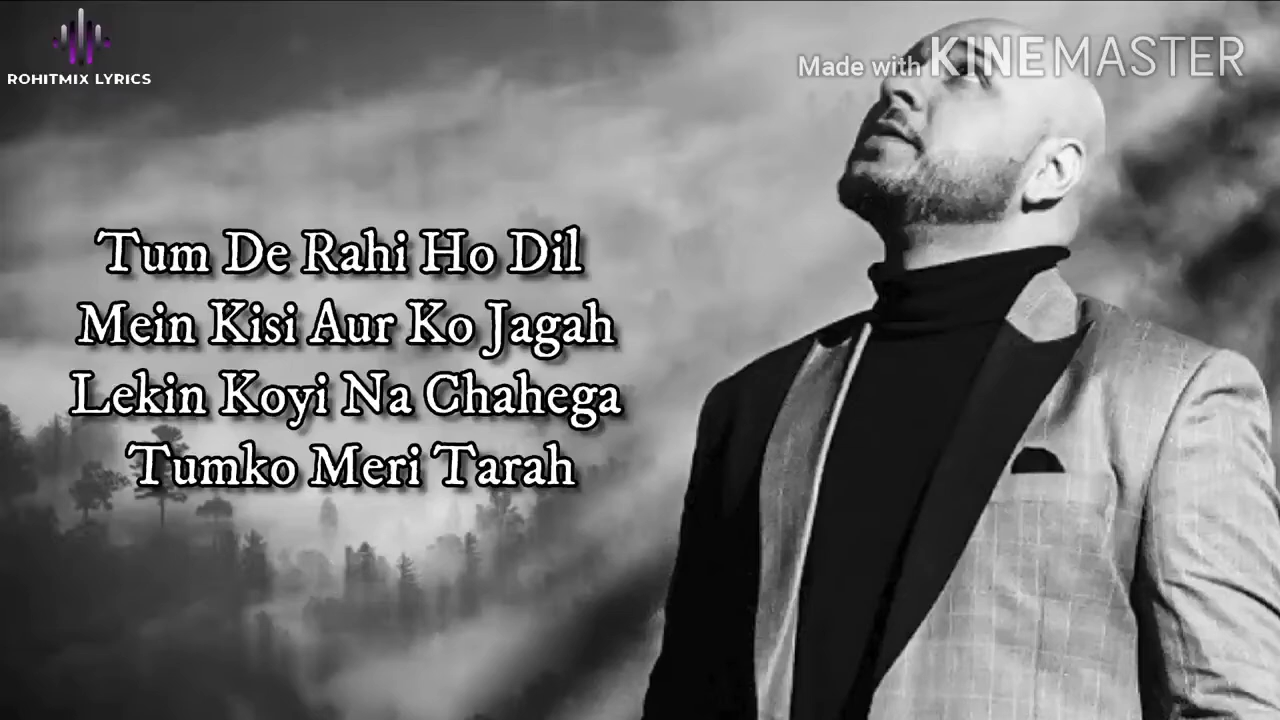 ROHITMIX LYRICS
Made with KINEMASTER
Tum De Rahi Ho Dil
Mein Kisi Aur Ko Jagah
Lekin Koyi Na Chahega
Tumko Meri Tarah